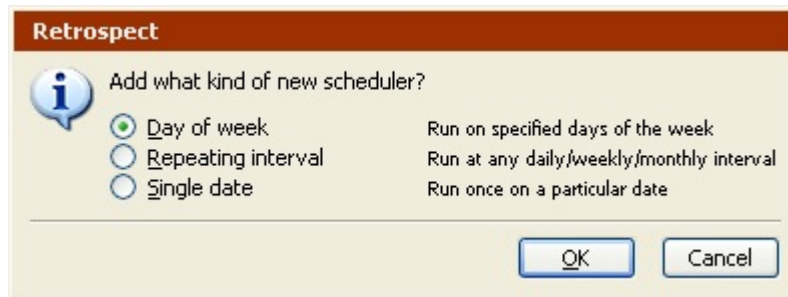 Retrospect
Add what kind of new scheduler?
Day of week Run on specified days of the week
Repeating interval Run at any daily/weekly/monthly interval
Single date Run once on a particular date
OK Cancel